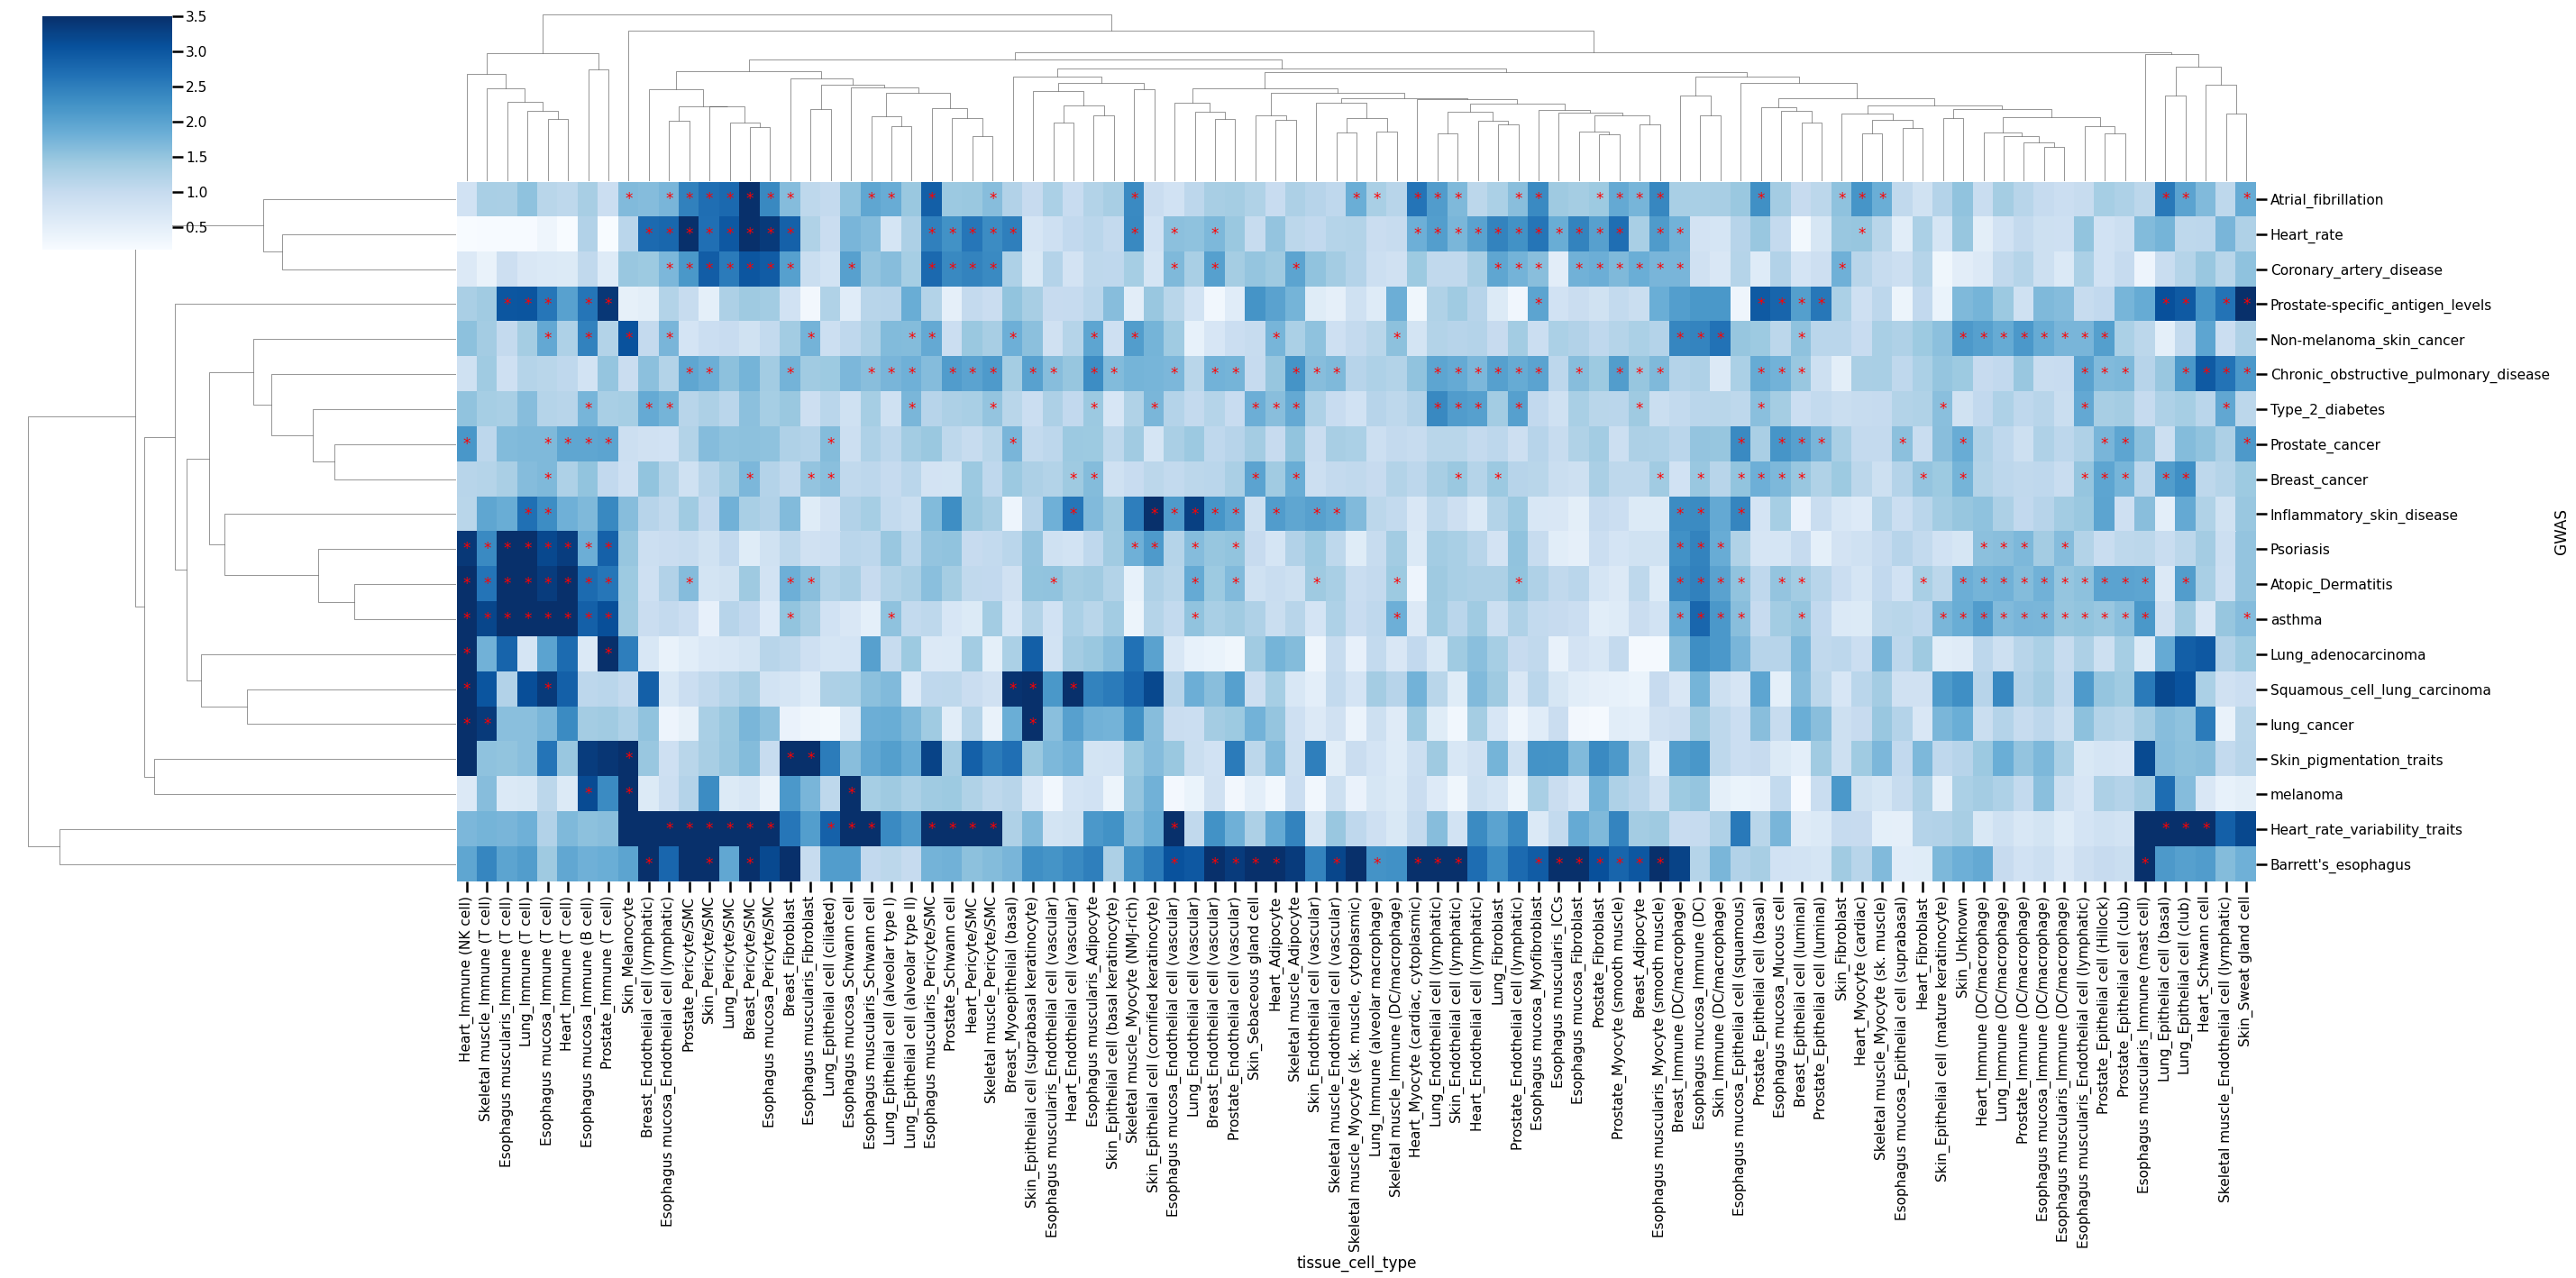 3.5
3.0
2.5
2.0
1.5
1.0
0.5
Atrial_fibrillation
Heart_rate
Coronary_artery_disease
Prostate-specific_antigen_levels
Non-melanoma_skin_cancer
Chronic_obstructive_pulmonary_disease
Type_2_diabetes
Prostate_cancer
Breast_cancer
Inflammatory_skin_disease
Psoriasis
Atopic_Dermatitis
asthma
Lung_adenocarcinoma
Squamous_cell_lung_carcinoma
lung_cancer
Skin_pigmentation_traits
melanoma
Heart_rate_variability_traits
Barrett's_esophagus
GWAS
Heart_Immune (NK cell)
Skeletal muscle_Immune (T cell)
Esophagus muscularis_Immune (T cell)
Lung_Immune (T cell)
Esophagus mucosa_Immune (T cell)
Heart_Immune (T cell)
Esophagus mucosa_Immune (B cell)
Prostate_Immune (T cell)
Skin_Melanocyte
Breast_Endothelial cell (lymphatic)
Esophagus mucosa_Endothelial cell (lymphatic)
Prostate_Pericyte/SMC
Skin_Pericyte/SMC
Lung_Pericyte/SMC
Breast_Pericyte/SMC
Esophagus mucosa_Pericyte/SMC
Breast_Fibroblast
Esophagus muscularis_Fibroblast
Lung_Epithelial cell (ciliated)
Esophagus mucosa_Schwann cell
Esophagus muscularis_Schwann cell
Lung_Epithelial cell (alveolar type I)
Lung_Epithelial cell (alveolar type II)
Esophagus muscularis_Pericyte/SMC
Prostate_Schwann cell
Heart_Pericyte/SMC
Skeletal muscle_Pericyte/SMC
Breast_Myoepithelial (basal)
Skin_Epithelial cell (suprabasal keratinocyte)
Esophagus muscularis_Endothelial cell (vascular)
Heart_Endothelial cell (vascular)
Esophagus muscularis_Adipocyte
Skin_Epithelial cell (basal keratinocyte)
Skeletal muscle_Myocyte (NMJ-rich)
Skin_Epithelial cell (cornified keratinocyte)
Esophagus mucosa_Endothelial cell (vascular)
Lung_Endothelial cell (vascular)
Breast_Endothelial cell (vascular)
Prostate_Endothelial cell (vascular)
Skin_Sebaceous gland cell
Heart_Adipocyte
Skeletal muscle_Adipocyte
Skin_Endothelial cell (vascular)
Skeletal muscle_Endothelial cell (vascular)
Skeletal muscle_Myocyte (sk. muscle, cytoplasmic)
Lung_Immune (alveolar macrophage)
Skeletal muscle_Immune (DC/macrophage)
Heart_Myocyte (cardiac, cytoplasmic)
Lung_Endothelial cell (lymphatic)
Skin_Endothelial cell (lymphatic)
Heart_Endothelial cell (lymphatic)
Lung_Fibroblast
Prostate_Endothelial cell (lymphatic)
Esophagus mucosa_Myofibroblast
Esophagus muscularis_ICCs
Esophagus mucosa_Fibroblast
Prostate_Fibroblast
Prostate_Myocyte (smooth muscle)
Breast_Adipocyte
Esophagus muscularis_Myocyte (smooth muscle)
Breast_Immune (DC/macrophage)
Esophagus mucosa_Immune (DC)
Skin_Immune (DC/macrophage)
Esophagus mucosa_Epithelial cell (squamous)
Prostate_Epithelial cell (basal)
Esophagus mucosa_Mucous cell
Breast_Epithelial cell (luminal)
Prostate_Epithelial cell (luminal)
Skin_Fibroblast
Heart_Myocyte (cardiac)
Skeletal muscle_Myocyte (sk. muscle)
Esophagus mucosa_Epithelial cell (suprabasal)
Heart_Fibroblast
Skin_Epithelial cell (mature keratinocyte)
Skin_Unknown
Heart_Immune (DC/macrophage)
Lung_Immune (DC/macrophage)
Prostate_Immune (DC/macrophage)
Esophagus mucosa_Immune (DC/macrophage)
Esophagus muscularis_Immune (DC/macrophage)
Esophagus muscularis_Endothelial cell (lymphatic)
Prostate_Epithelial cell (Hillock)
Prostate_Epithelial cell (club)
Esophagus muscularis_Immune (mast cell)
Lung_Epithelial cell (basal)
Lung_Epithelial cell (club)
Heart_Schwann cell
Skeletal muscle_Endothelial cell (lymphatic)
Skin_Sweat gland cell
tissue_cell_type